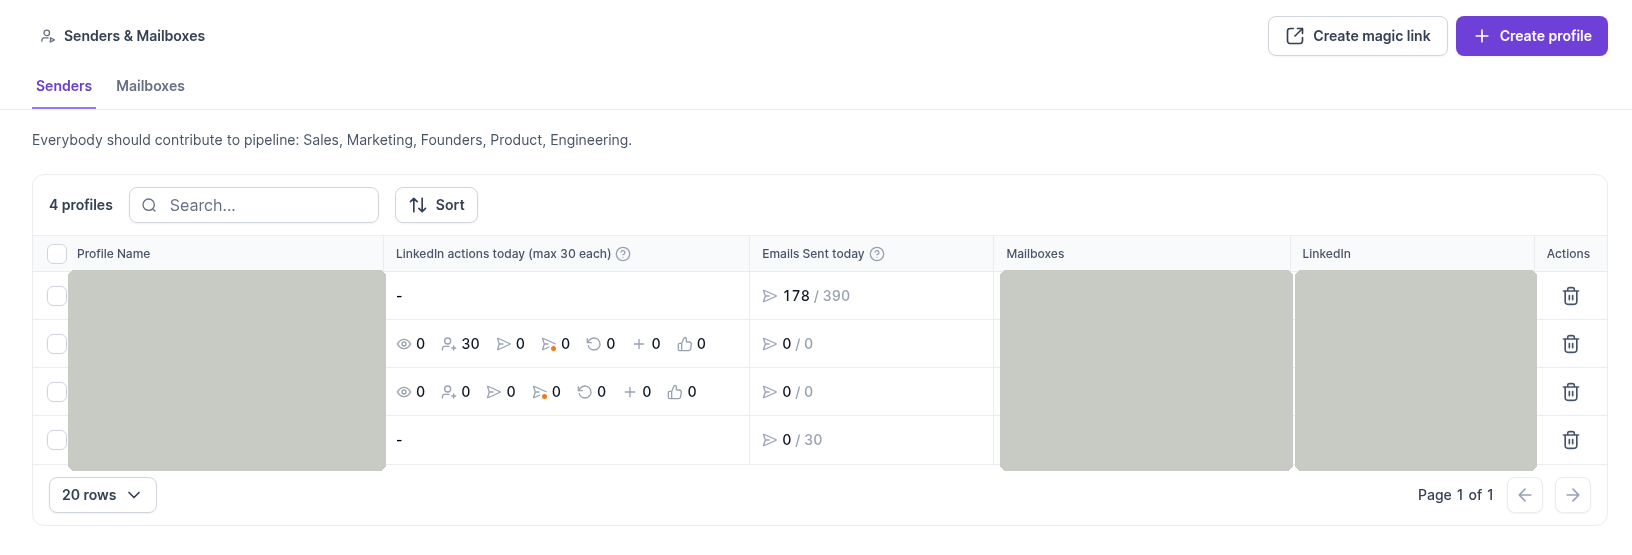 Senders & Mailboxes
Create magic link
Create profile
Senders Mailboxes
Everybody should contribute to pipeline: Sales, Marketing, Founders, Product, Engineering.
4 profiles Search... Sort
Profile Name LinkedIn actions today (max 30 each) Emails Sent today Mailboxes LinkedIn Actions
- 178 / 390
0 30 0 0 0 0 0 0 / 0
0 0 0 0 0 0 0 0 / 0
- 0 / 30
20 rows Page 1 of 1